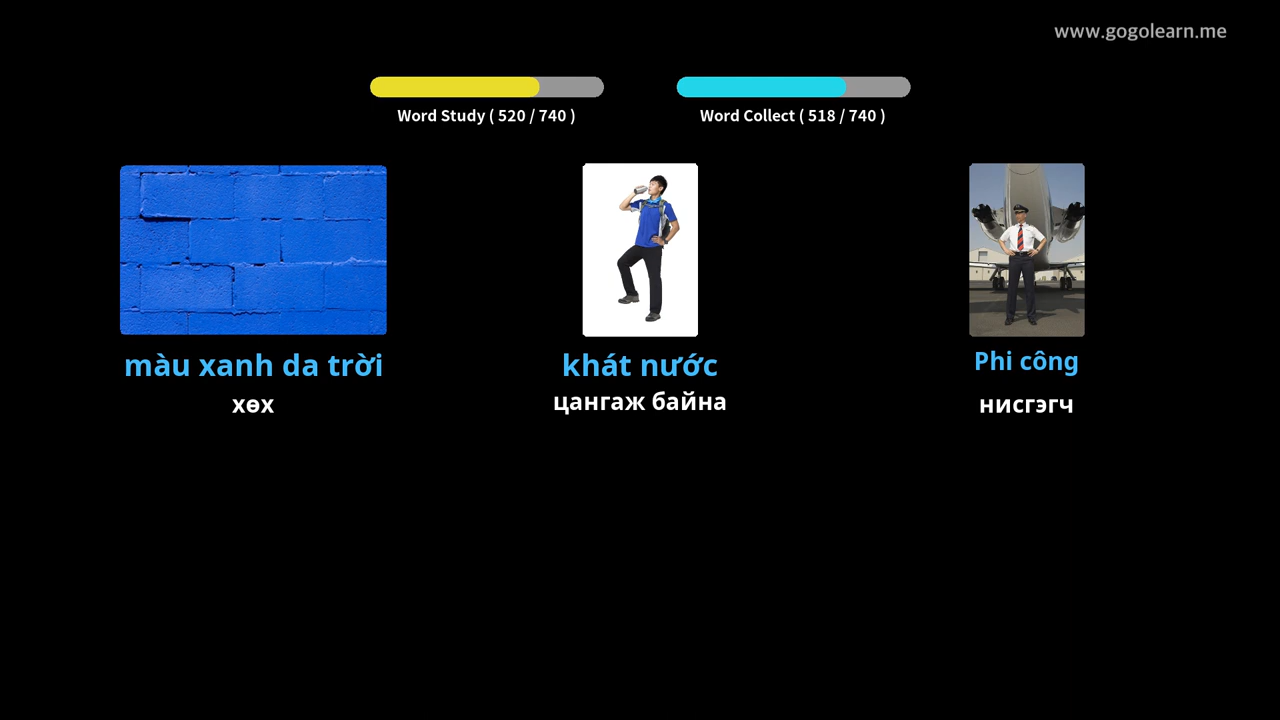 www.gogolearn.me
Word Study ( 520 / 740 )
Word Collect ( 518 / 740 )
màu xanh da trời
khát nước
Phi công
хөх
цангаж байна
нисгэгч